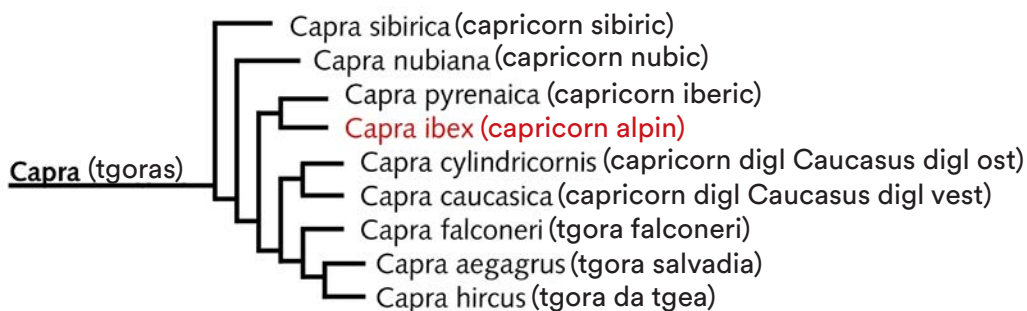 Capra sibirica (capricorn sibiric)
Capra nubiana (capricorn nubic)
Capra pyrenaica (capricorn iberic)
Capra ibex (capricorn alpin)
Capra (tgoras)
Capra cylindricornis (capricorn digl Caucasus digl ost)
Capra caucasica (capricorn digl Caucasus digl vest)
Capra falconeri (tgora falconeri)
Capra aegagrus (tgora salvadia)
Capra hircus (tgora da tgea)